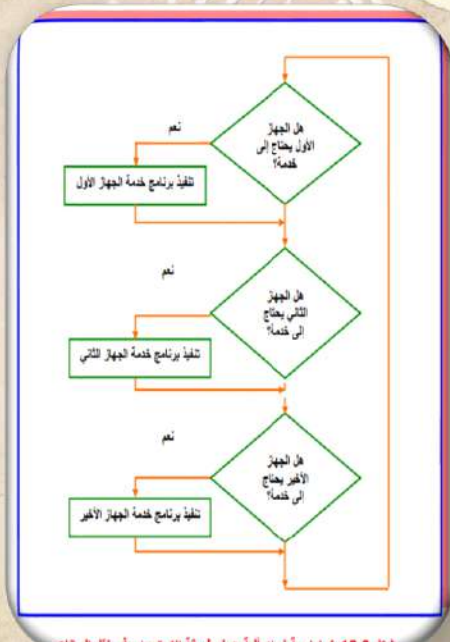 هل الجهاز
الأول يحتاج إلى
خدمة؟
نعم
تنفيذ برنامج خدمة الجهاز الأول
هل الجهاز
الثاني يحتاج
إلى خدمة؟
نعم
تنفيذ برنامج خدمة الجهاز الثاني
هل الجهاز
الأخير يحتاج
إلى خدمة؟
نعم
تنفيذ برنامج خدمة الجهاز الأخير